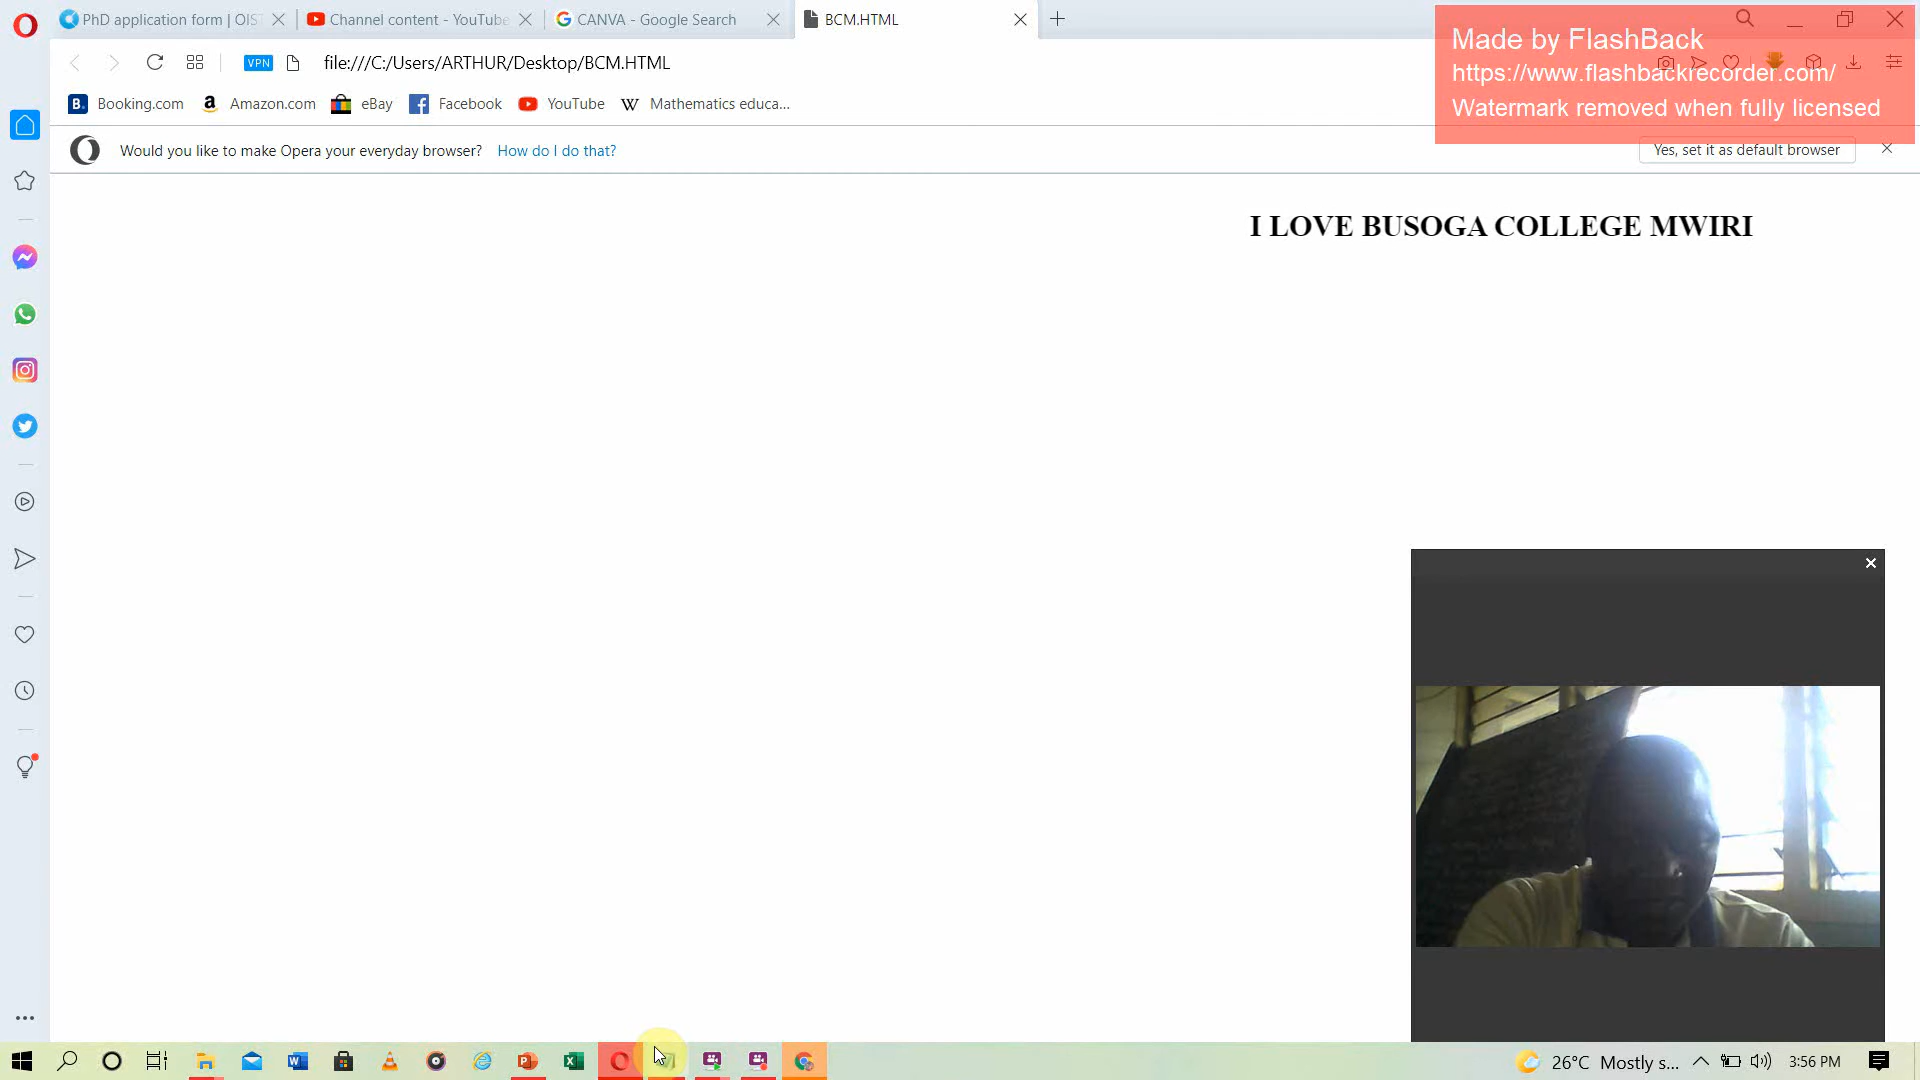 PhD application form | OIST
Channel content - YouTube
CANVA - Google Search
BCM.HTML
Made by FlashBack
https://www.flashbackrecorder.com/
Watermark removed when fully licensed
VPN
file:///C:/Users/ARTHUR/Desktop/BCM.HTML
B. Booking.com
a Amazon.com
eBay
Facebook
YouTube
W Mathematics educa...
Would you like to make Opera your everyday browser? How do I do that?
Yes, set it as default browser
I LOVE BUSOGA COLLEGE MWIRI
26°C Mostly s...
3:56 PM